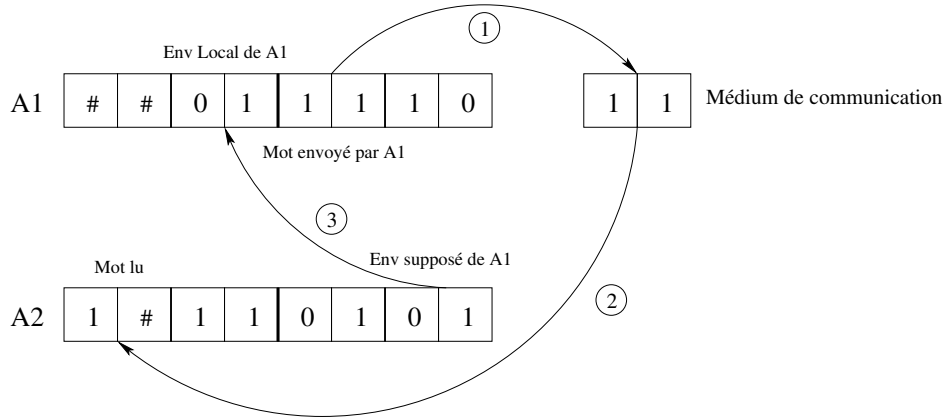 1
Env Local de A1
A1 # # 0 1 1 1 1 0 1 1 Médium de communication
Mot envoyé par A1
3
Mot lu Env supposé de A1
2
A2 1 # 1 1 0 1 0 1